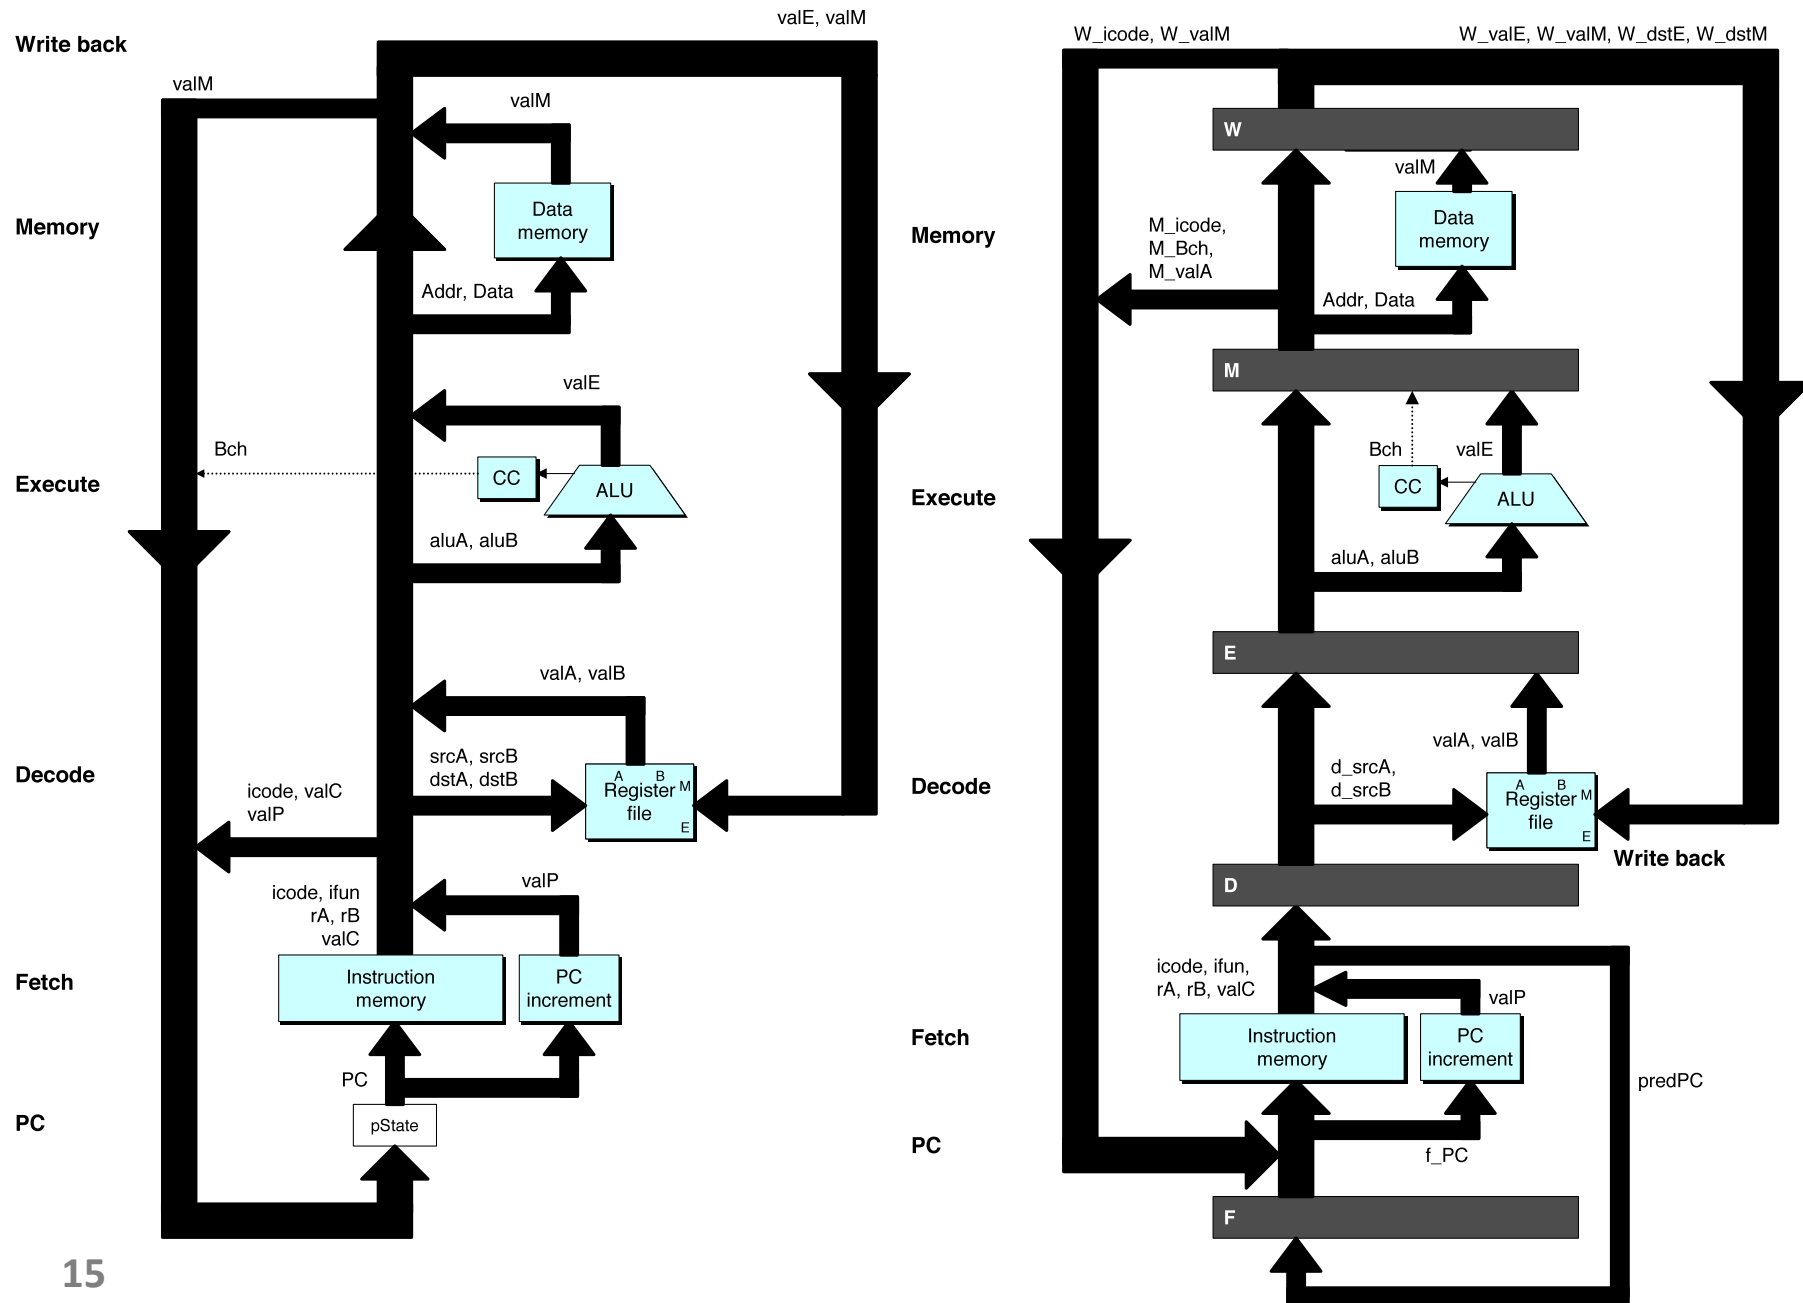 valE, valM
Write back
valM
valM
Data
memory
Memory
Addr, Data
valE
Bch
CC
ALU
Execute
aluA, aluB
valA, valB
srcA, srcB
dstA, dstB
A B
Register M
file
E
Decode
icode, valC
valP
valP
icode, ifun
rA, rB
valC
Instruction
memory
PC
increment
Fetch
PC
pState
PC
15
W_icode, W_valM
W_valE, W_valM, W_dstE, W_dstM
W
valM
Data
memory
Memory
M_icode,
M_Bch,
M_valA
Addr, Data
M
Bch
valE
CC
ALU
Execute
aluA, aluB
E
valA, valB
d_srcA,
d_srcB
A B
Register M
file
E
Decode
Write back
D
icode, ifun,
rA, rB, valC
valP
Instruction
memory
PC
increment
Fetch
predPC
PC
f_PC
F